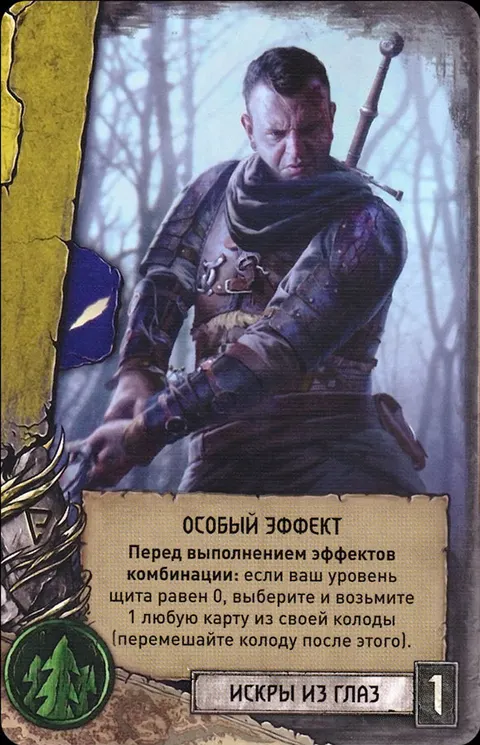 ОСОБЫЙ ЭФФЕКТ
Перед выполнением эффектов
комбинации: если ваш уровень
щита равен 0, выберите и возьмите
1 любую карту из своей колоды
(перемешайте колоду после этого).
ИСКРЫ ИЗ ГЛАЗ
1